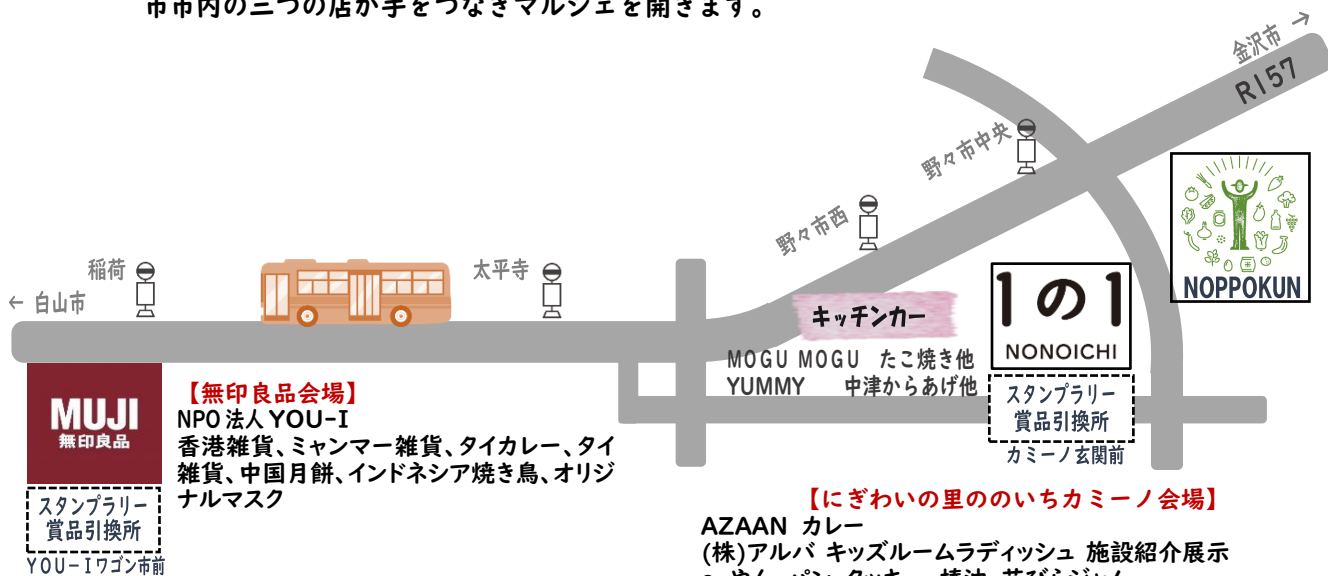 市市内の三つの店が手をつなぎマルシェを開きます。
金沢市 →
R157
野々市中央
野々市西
NOPPOKUN
稲荷
太平寺
← 白山市
キッチンカー
MOGU MOGU たこ焼き他
YUMMY 中津からあげ他
1の1
NONOICHI
スタンプラリー
賞品引換所
カミーノ玄関前
MUJI
無印良品
スタンプラリー
賞品引換所
YOU-Iワゴン市前
【無印良品会場】
NPO法人YOU-I
香港雑貨、ミャンマー雑貨、タイカレー、タイ
雑貨、中国月餅、インドネシア焼き鳥、オリジ
ナルマスク
【にぎわいの里ののいちカミーノ会場】
AZAAN カレー
(株)アルバ キッズルームラディッシュ 施設紹介展示